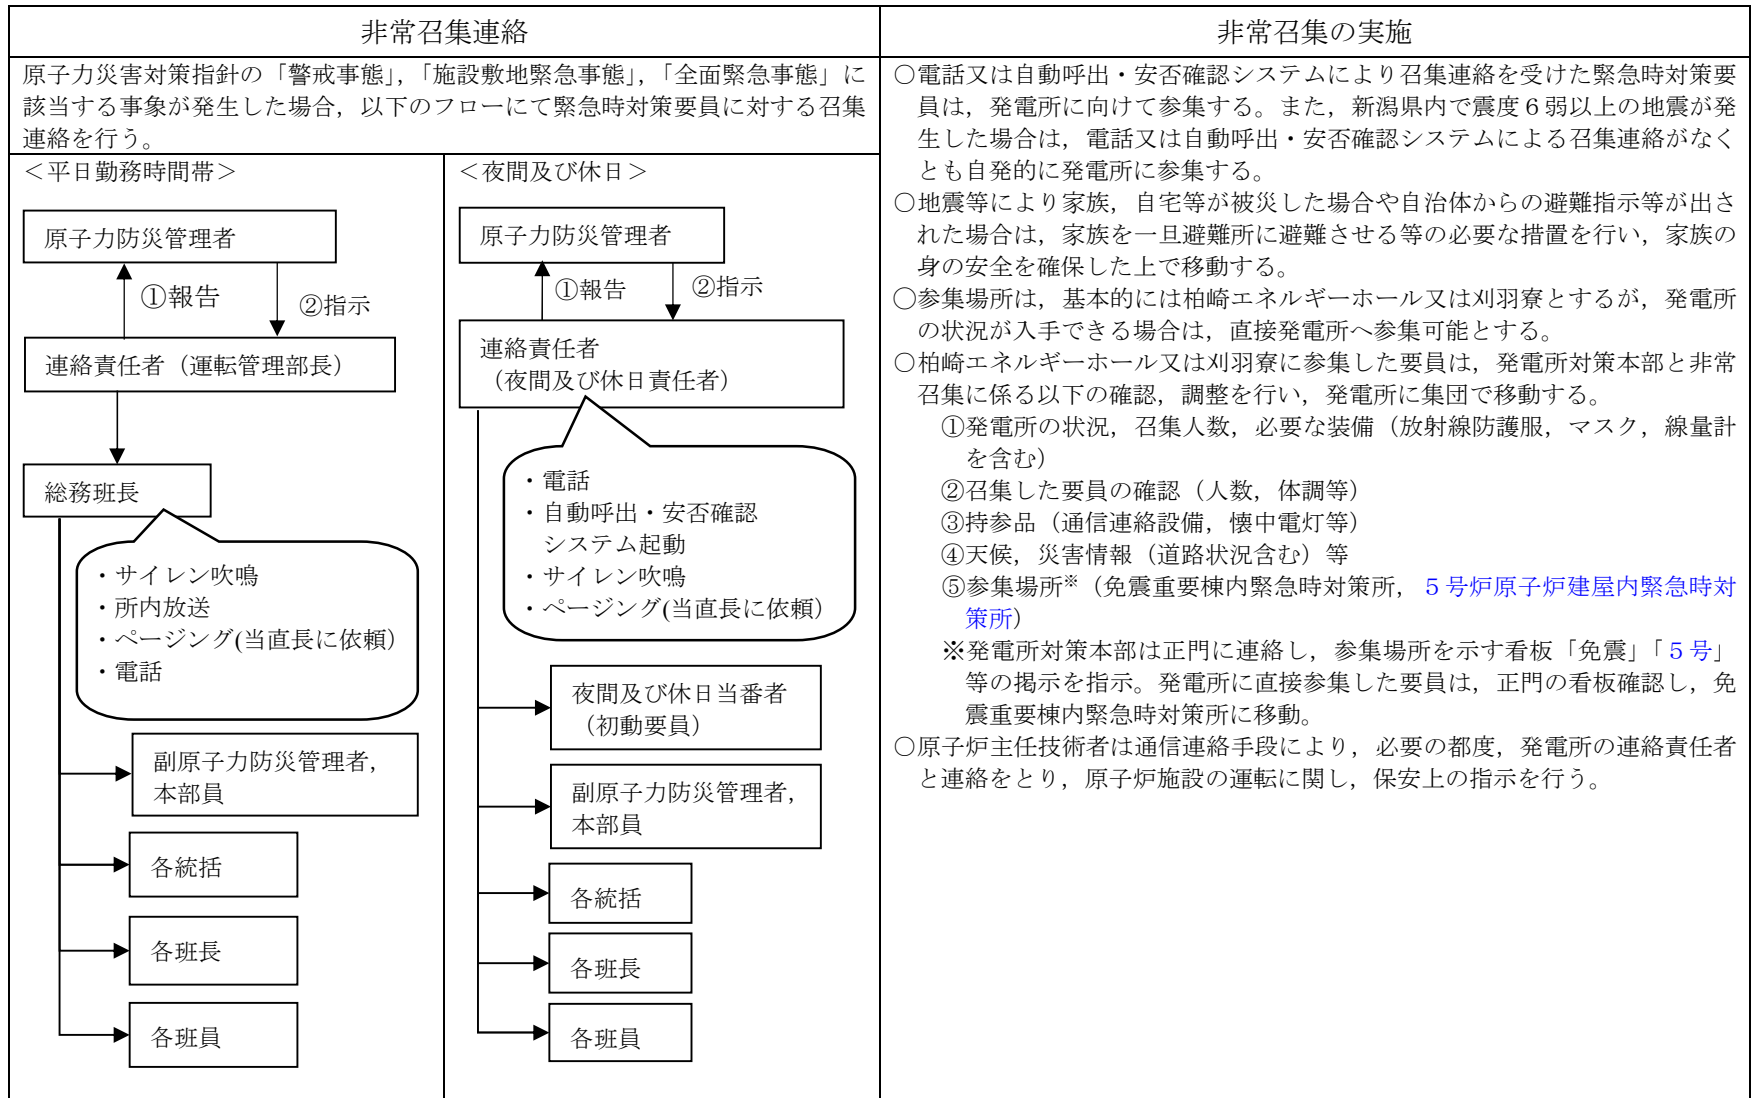 非常召集連絡
原子力災害対策指針の「警戒事態」，「施設敷地緊急事態」，「全面緊急事態」に
該当する事象が発生した場合，以下のフローにて緊急時対策要員に対する召集
連絡を行う。
＜平日勤務時間帯＞
原子力防災管理者
①報告
②指示
連絡責任者（運転管理部長）
総務班長
・サイレン吹鳴
・所内放送
・ページング(当直長に依頼）
・電話
副原子力防災管理者，
本部員
各統括
各班長
各班員
＜夜間及び休日＞
原子力防災管理者
①報告
②指示
連絡責任者
（夜間及び休日責任者）
・電話
・自動呼出・安否確認
システム起動
・サイレン吹鳴
・ページング(当直長に依頼）
夜間及び休日当番者
（初動要員）
副原子力防災管理者，
本部員
各統括
各班長
各班員
非常召集の実施
○電話又は自動呼出・安否確認システムにより召集連絡を受けた緊急時対策要
員は，発電所に向けて参集する。また，新潟県内で震度６弱以上の地震が発
生した場合は，電話又は自動呼出・安否確認システムによる召集連絡がなく
とも自発的に発電所に参集する。
○地震等により家族，自宅等が被災した場合や自治体からの避難指示等が出さ
れた場合は，家族を一旦避難所に避難させる等の必要な措置を行い，家族の
身の安全を確保した上で移動する。
○参集場所は，基本的には柏崎エネルギーホール又は刈羽寮とするが，発電所
の状況が入手できる場合は，直接発電所へ参集可能とする。
○柏崎エネルギーホール又は刈羽寮に参集した要員は，発電所対策本部と非常
召集に係る以下の確認，調整を行い，発電所に集団で移動する。
①発電所の状況，召集人数，必要な装備（放射線防護服，マスク，線量計
を含む）
②召集した要員の確認（人数，体調等）
③持参品（通信連絡設備，懐中電灯等）
④天候，災害情報（道路状況含む）等
⑤参集場所※（免震重要棟内緊急時対策所，５号炉原子炉建屋内緊急時対
策所）
※発電所対策本部は正門に連絡し，参集場所を示す看板「免震」「５号」
等の掲示を指示。発電所に直接参集した要員は，正門の看板確認し，免
震重要棟内緊急時対策所に移動。
○原子炉主任技術者は通信連絡手段により，必要の都度，発電所の連絡責任者
と連絡をとり，原子炉施設の運転に関し，保安上の指示を行う。